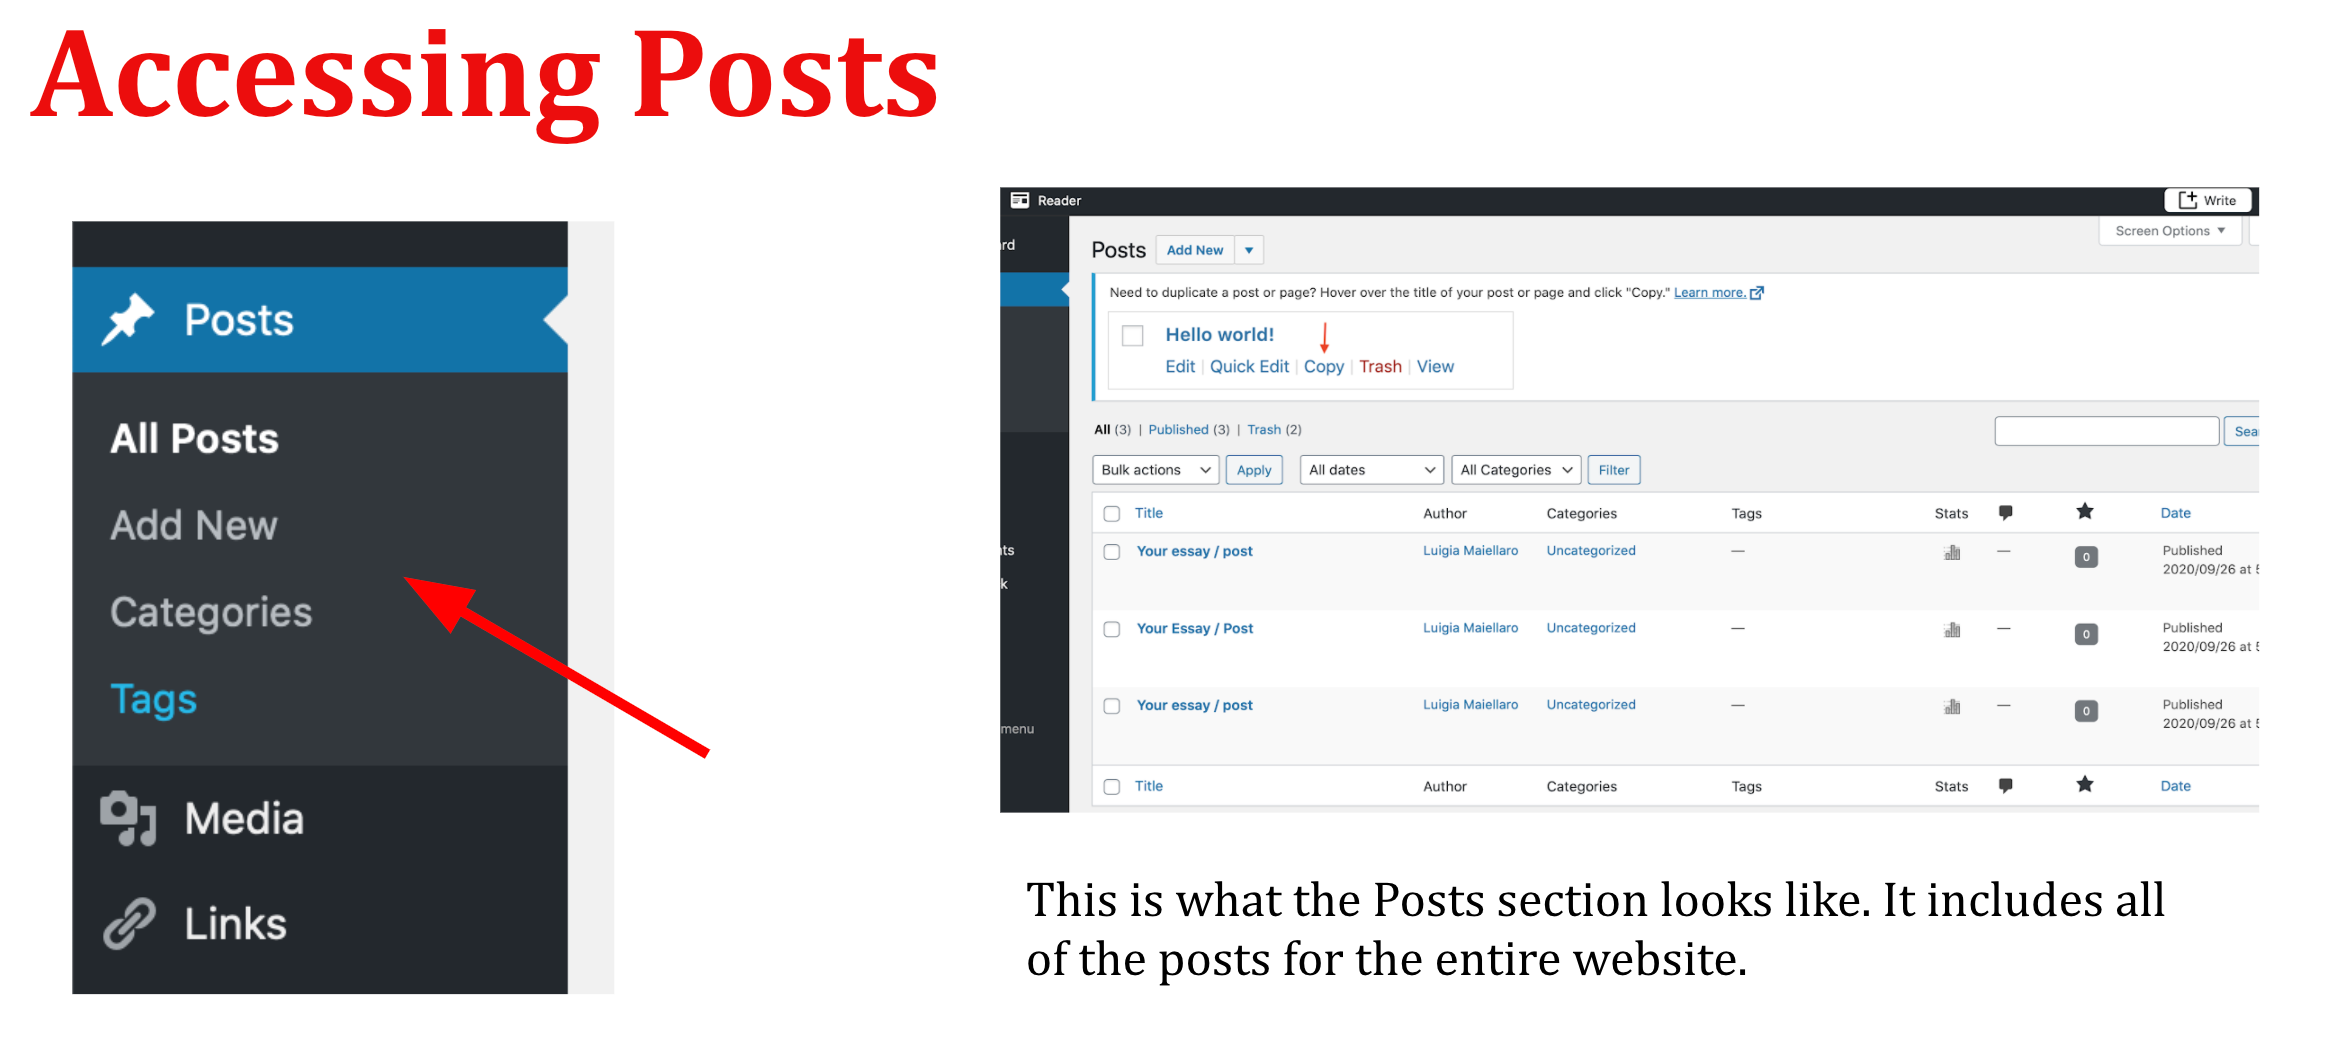 Accessing Posts
Posts
All Posts
Add New
Categories
Tags
Media
Links
Reader
Write
Screen Options
Posts Add New
Need to duplicate a post or page? Hover over the title of your post or page and click "Copy." Learn more.
Hello world!
Edit | Quick Edit | Copy | Trash | View
All (3) | Published (3) | Trash (2)
Bulk actions Apply All dates All Categories Filter
Title Author Categories Tags Stats Date
Your essay / post Luigia Maiellaro Uncategorized — — 0 Published
2020/09/26 at
Your Essay / Post Luigia Maiellaro Uncategorized — — 0 Published
2020/09/26 at
Your essay / post Luigia Maiellaro Uncategorized — — 0 Published
2020/09/26 at
menu
Title Author Categories Tags Stats Date
This is what the Posts section looks like. It includes all
of the posts for the entire website.